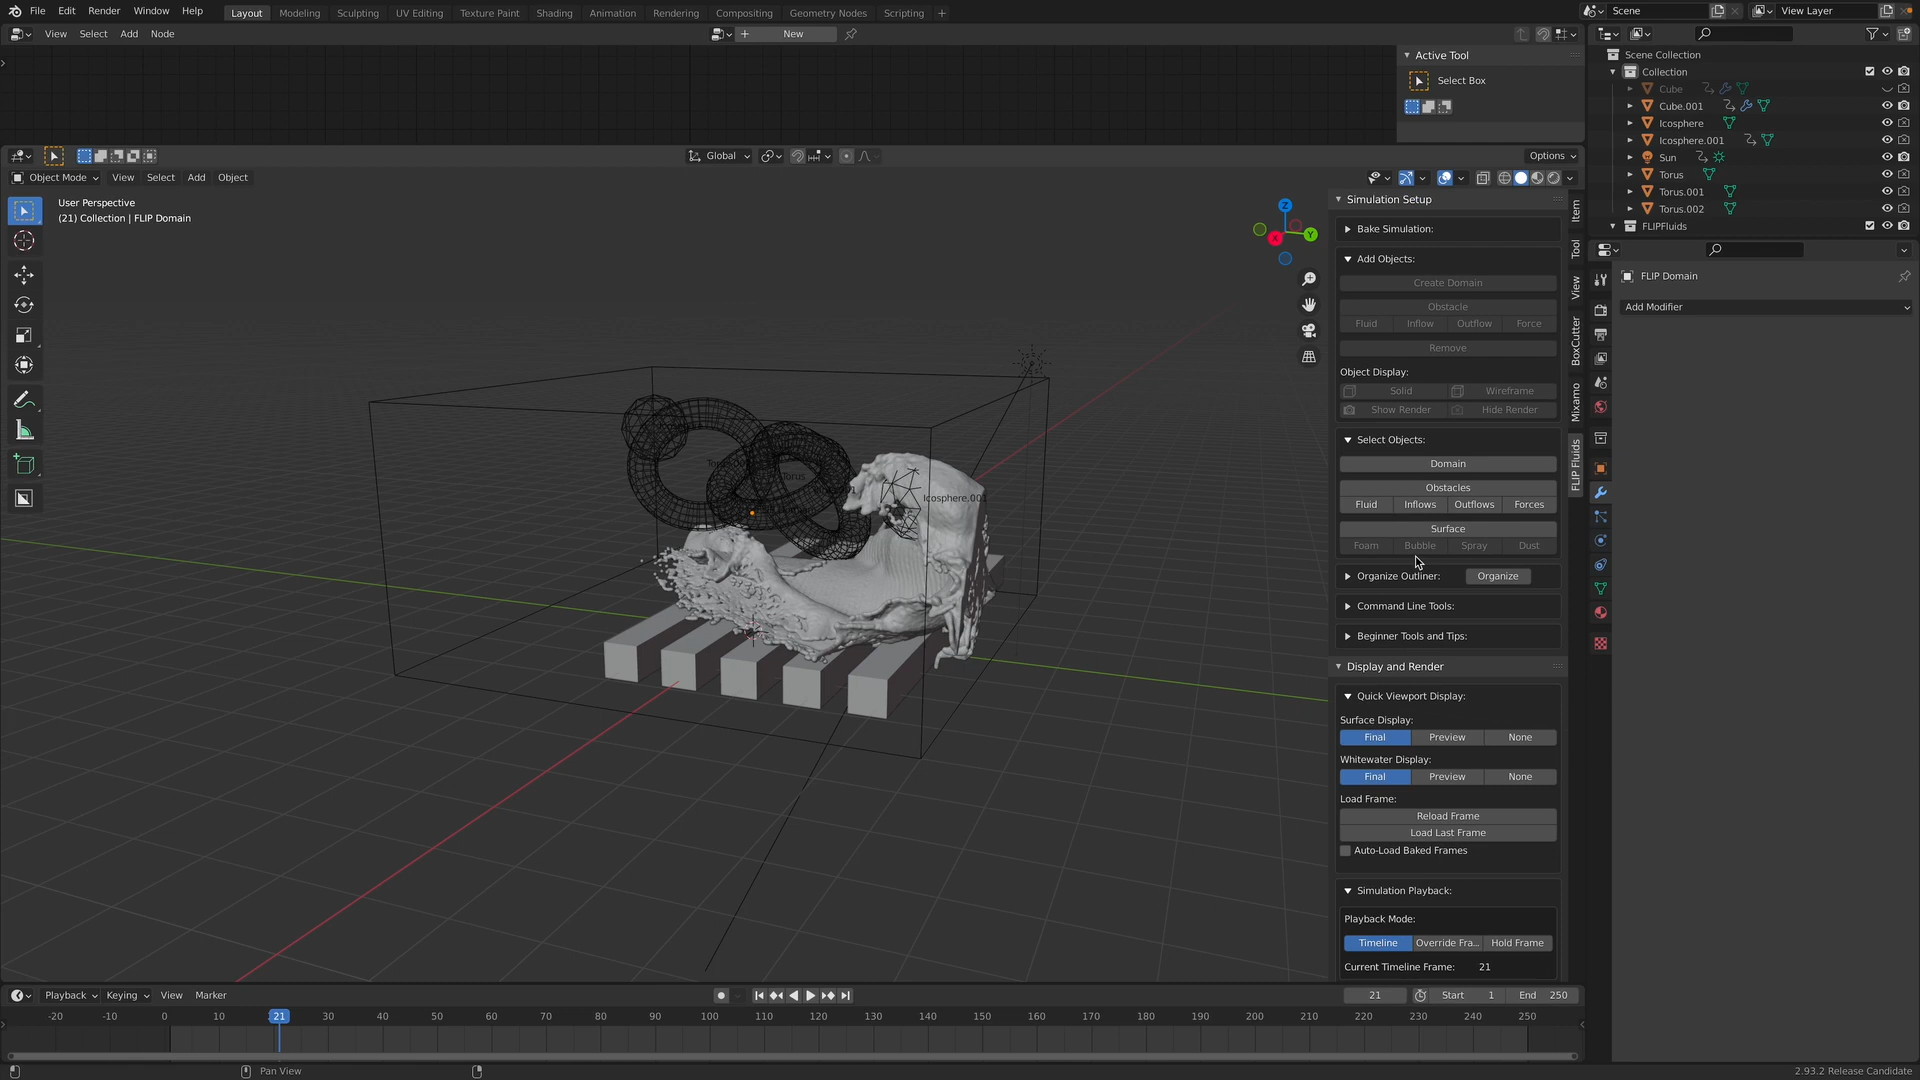 File Edit Render Window Help Layout Modeling Sculpting UV Editing Texture Paint Shading Animation Rendering Compositing Geometry Nodes Scripting + Scene View Layer
View Select Add Node + New
Active Tool
Select Box
Scene Collection
Collection
Cube
Cube.001
Icosphere
Icosphere.001
Sun
Torus
Torus.001
Torus.002
FLIPFluids
Global Options
Object Mode View Select Add Object
User Perspective
(21) Collection | FLIP Domain
Z
X
Y
Torus
Icosphere.001
Item
Tool
View
BoxCutter
Mixamo
FLIP Fluids
Simulation Setup
Bake Simulation:
Add Objects:
Create Domain
Obstacle
Fluid Inflow Outflow Force
Remove
Object Display:
Solid Wireframe
Show Render Hide Render
Select Objects:
Domain
Obstacles
Fluid Inflows Outflows Forces
Surface
Foam Bubble Spray Dust
Organize Outliner: Organize
Command Line Tools:
Beginner Tools and Tips:
Display and Render
Quick Viewport Display:
Surface Display:
Final Preview None
Whitewater Display:
Final Preview None
Load Frame:
Reload Frame
Load Last Frame
Auto-Load Baked Frames
Simulation Playback:
Playback Mode:
Timeline Override Fra... Hold Frame
Current Timeline Frame: 21
FLIP Domain
Add Modifier
Playback Keying View Marker 21 Start 1 End 250
-20 -10 0 10 21 30 40 50 60 70 80 90 100 110 120 130 140 150 160 170 180 190 200 210 220 230 240 250
Pan View 2.93.2 Release Candidate